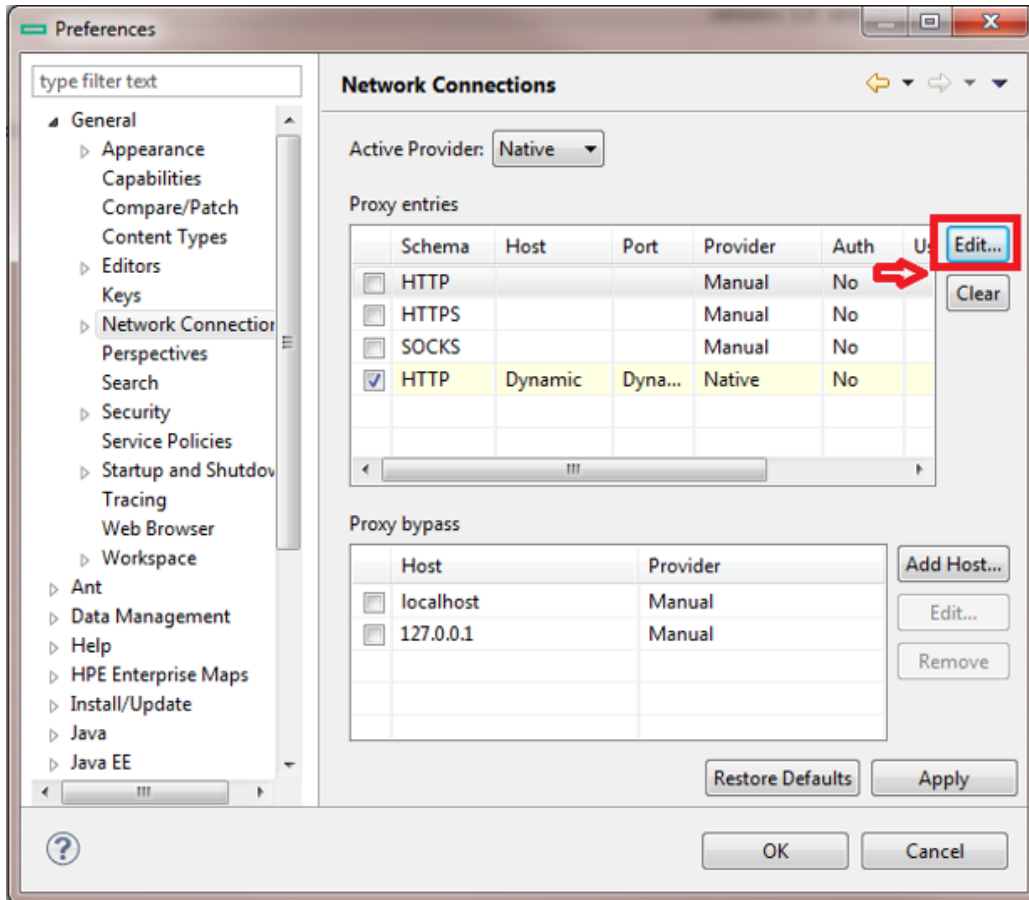 Preferences
type filter text
General
Appearance
Capabilities
Compare/Patch
Content Types
Editors
Keys
Network Connection
Perspectives
Search
Security
Service Policies
Startup and Shutdov
Tracing
Web Browser
Workspace
Ant
Data Management
Help
HPE Enterprise Maps
Install/Update
Java
Java EE
Network Connections
Active Provider: Native
Proxy entries
Schema Host Port Provider Auth Us
HTTP Manual No
HTTPS Manual No
SOCKS Manual No
HTTP Dynamic Dyna... Native No
Edit...
Clear
Proxy bypass
Host Provider
localhost Manual
127.0.0.1 Manual
Add Host...
Edit...
Remove
Restore Defaults Apply
OK Cancel